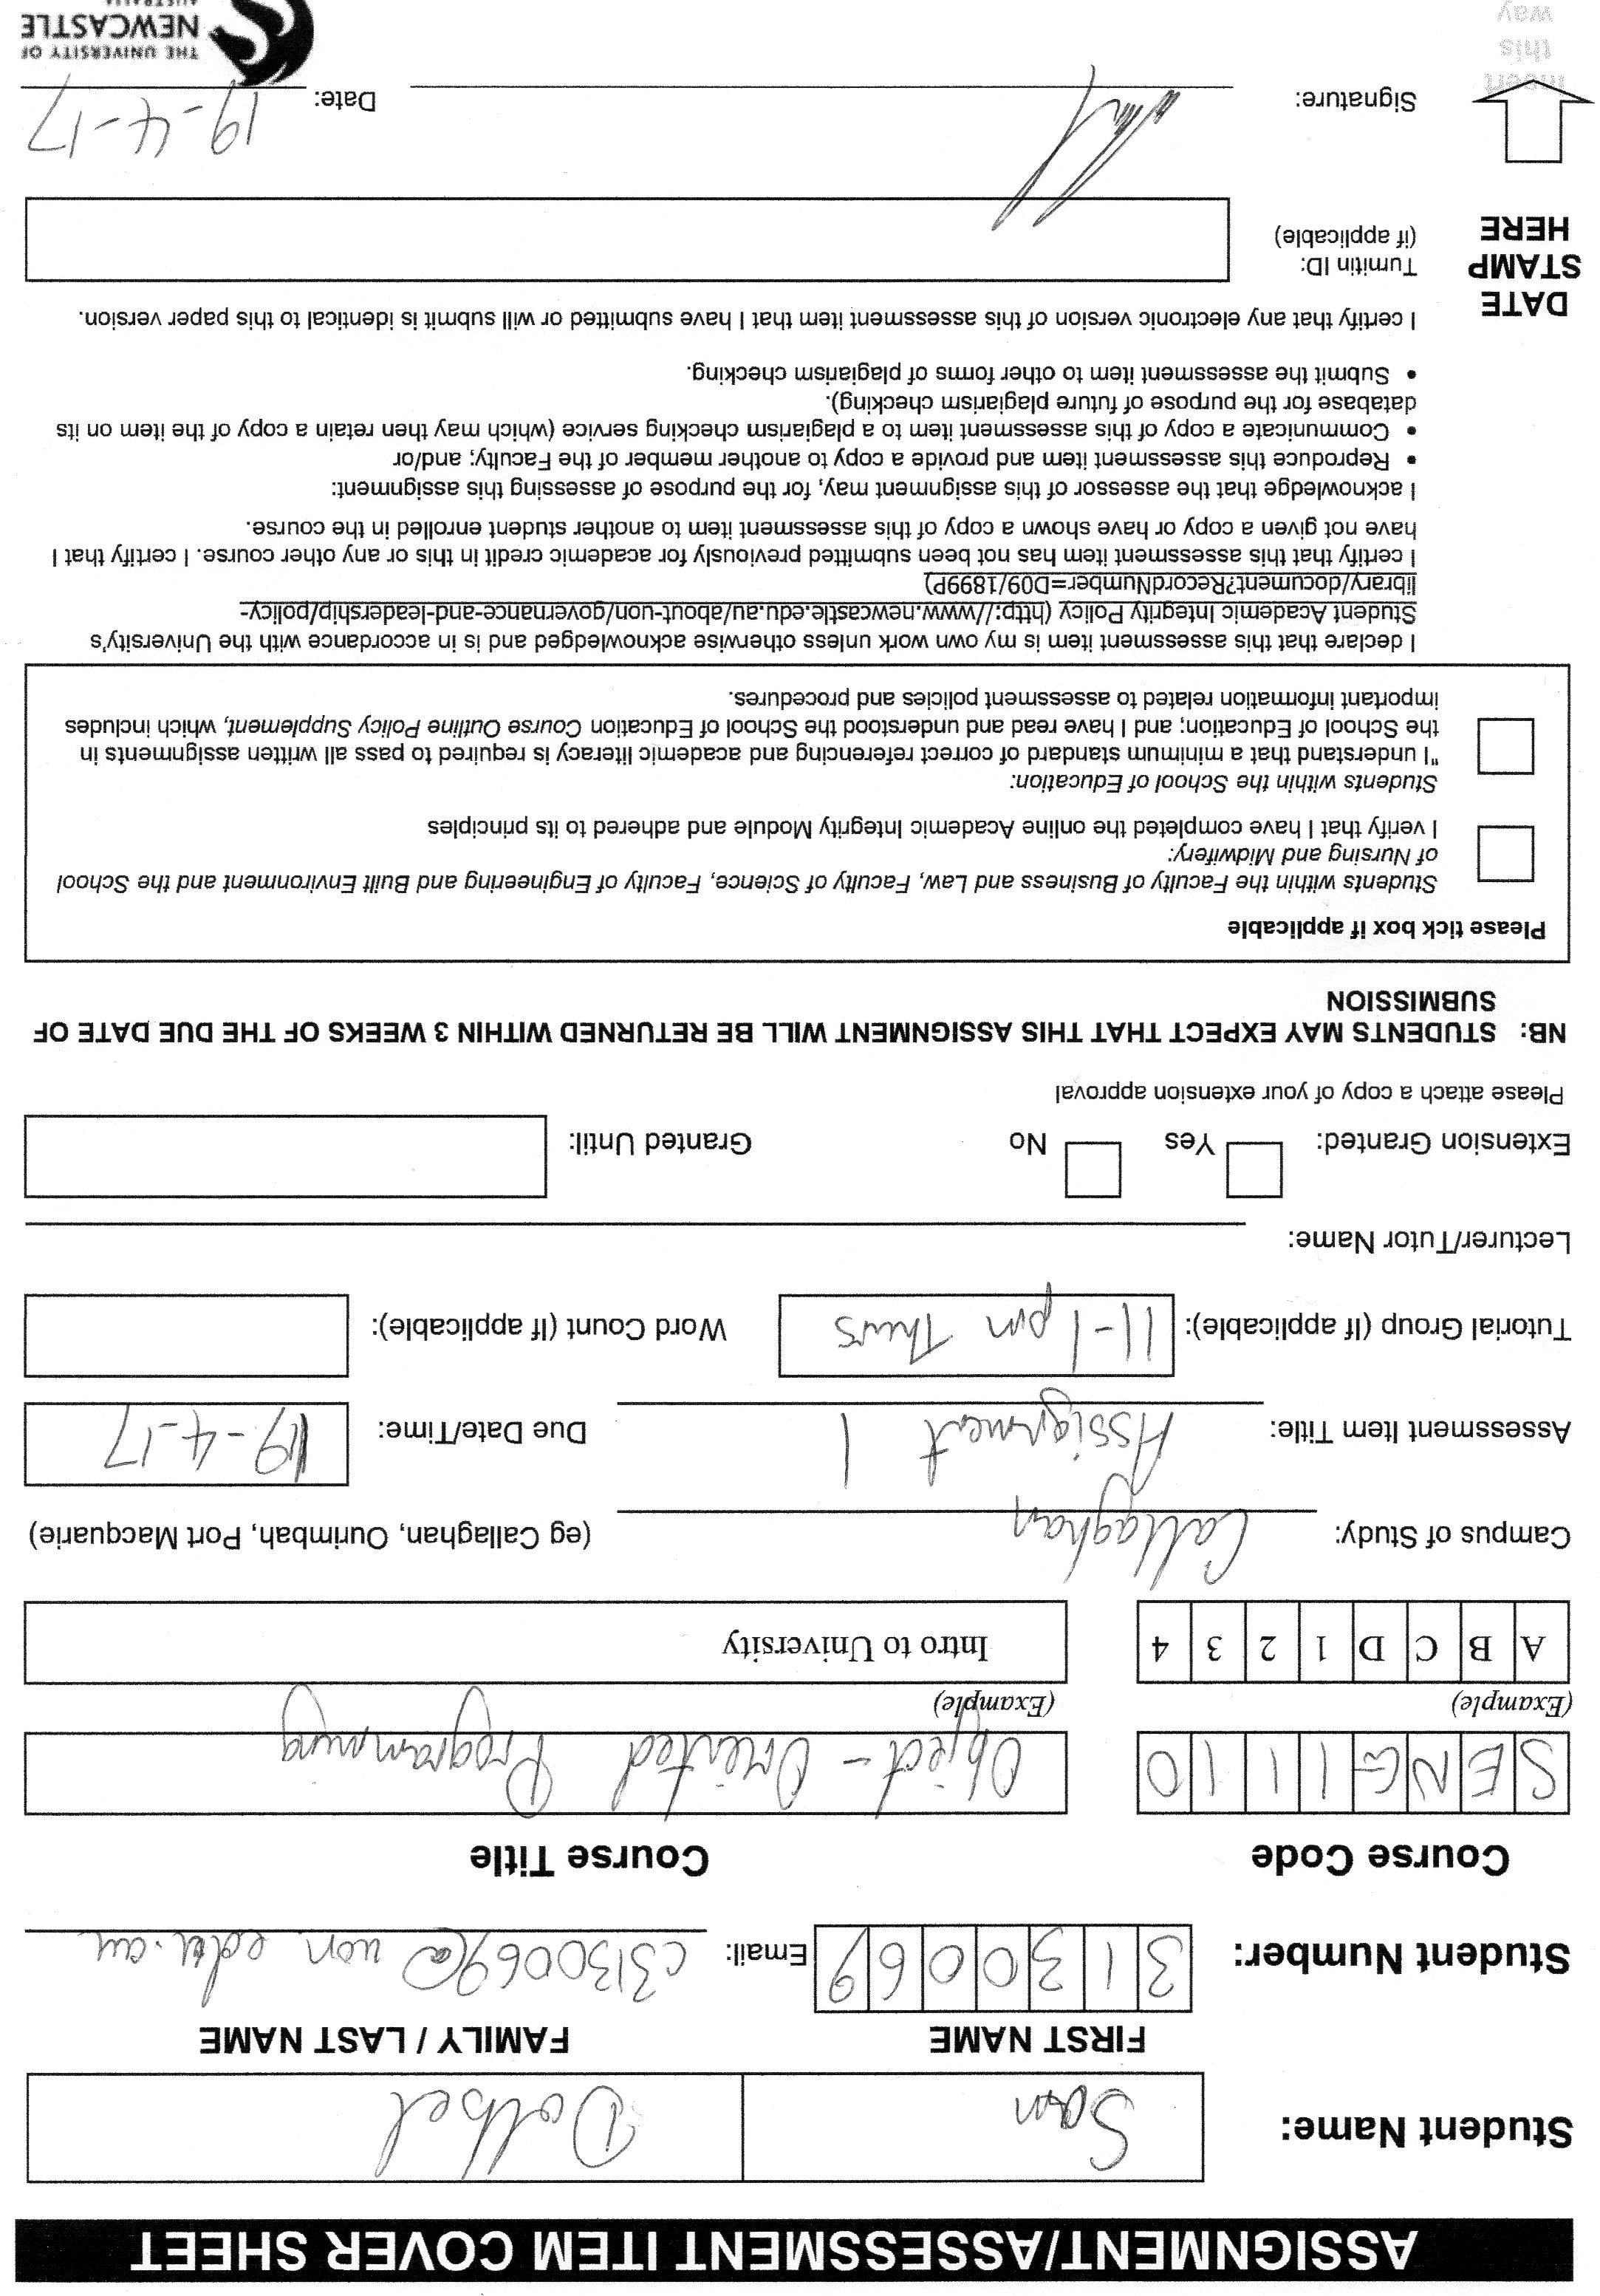 ASSIGNMENT/ASSESSMENT ITEM COVER SHEET
Student Name: Sam Dolbel
FIRST NAME FAMILY / LAST NAME
Student Number: 3130069 Email: c3130069@uon.edu.au
Course Code Course Title
SENG1110 Object-Oriented Programming
(Example) (Example)
A B C D 1 2 3 4 Intro to University
Campus of Study: Callaghan (eg Callaghan, Ourimbah, Port Macquarie)
Assessment Item Title: Assignment 1 Due Date/Time: 19-4-17
Tutorial Group (If applicable): 11-1pm Thurs Word Count (If applicable):
Lecturer/Tutor Name:
Extension Granted: Yes No Granted Until:
Please attach a copy of your extension approval
NB: STUDENTS MAY EXPECT THAT THIS ASSIGNMENT WILL BE RETURNED WITHIN 3 WEEKS OF THE DUE DATE OF
SUBMISSION
Please tick box if applicable
Students within the Faculty of Business and Law, Faculty of Science, Faculty of Engineering and Built Environment and the School
of Nursing and Midwifery:
I verify that I have completed the online Academic Integrity Module and adhered to its principles
Students within the School of Education:
"I understand that a minimum standard of correct referencing and academic literacy is required to pass all written assignments in
the School of Education; and I have read and understood the School of Education Course Outline Policy Supplement, which includes
important information related to assessment policies and procedures.
I declare that this assessment item is my own work unless otherwise acknowledged and is in accordance with the University's
Student Academic Integrity Policy (http://www.newcastle.edu.au/about-uon/governance-and-leadership/policy-
library/document?RecordNumber=D09/1899P)
I certify that this assessment item has not been submitted previously for academic credit in this or any other course. I certify that I
have not given a copy or have shown a copy of this assessment item to another student enrolled in the course.
I acknowledge that the assessor of this assignment may, for the purpose of assessing this assignment:
• Reproduce this assessment item and provide a copy to another member of the Faculty; and/or
• Communicate a copy of this assessment item to a plagiarism checking service (which may then retain a copy of the item on its
database for the purpose of future plagiarism checking).
• Submit the assessment item to other forms of plagiarism checking.
I certify that any electronic version of this assessment item that I have submitted or will submit is identical to this paper version.
DATE
STAMP
HERE
Turnitin ID:
(if applicable)
Signature: Date: 19-4-17
Insert
this
way
THE UNIVERSITY OF
NEWCASTLE
AUSTRALIA